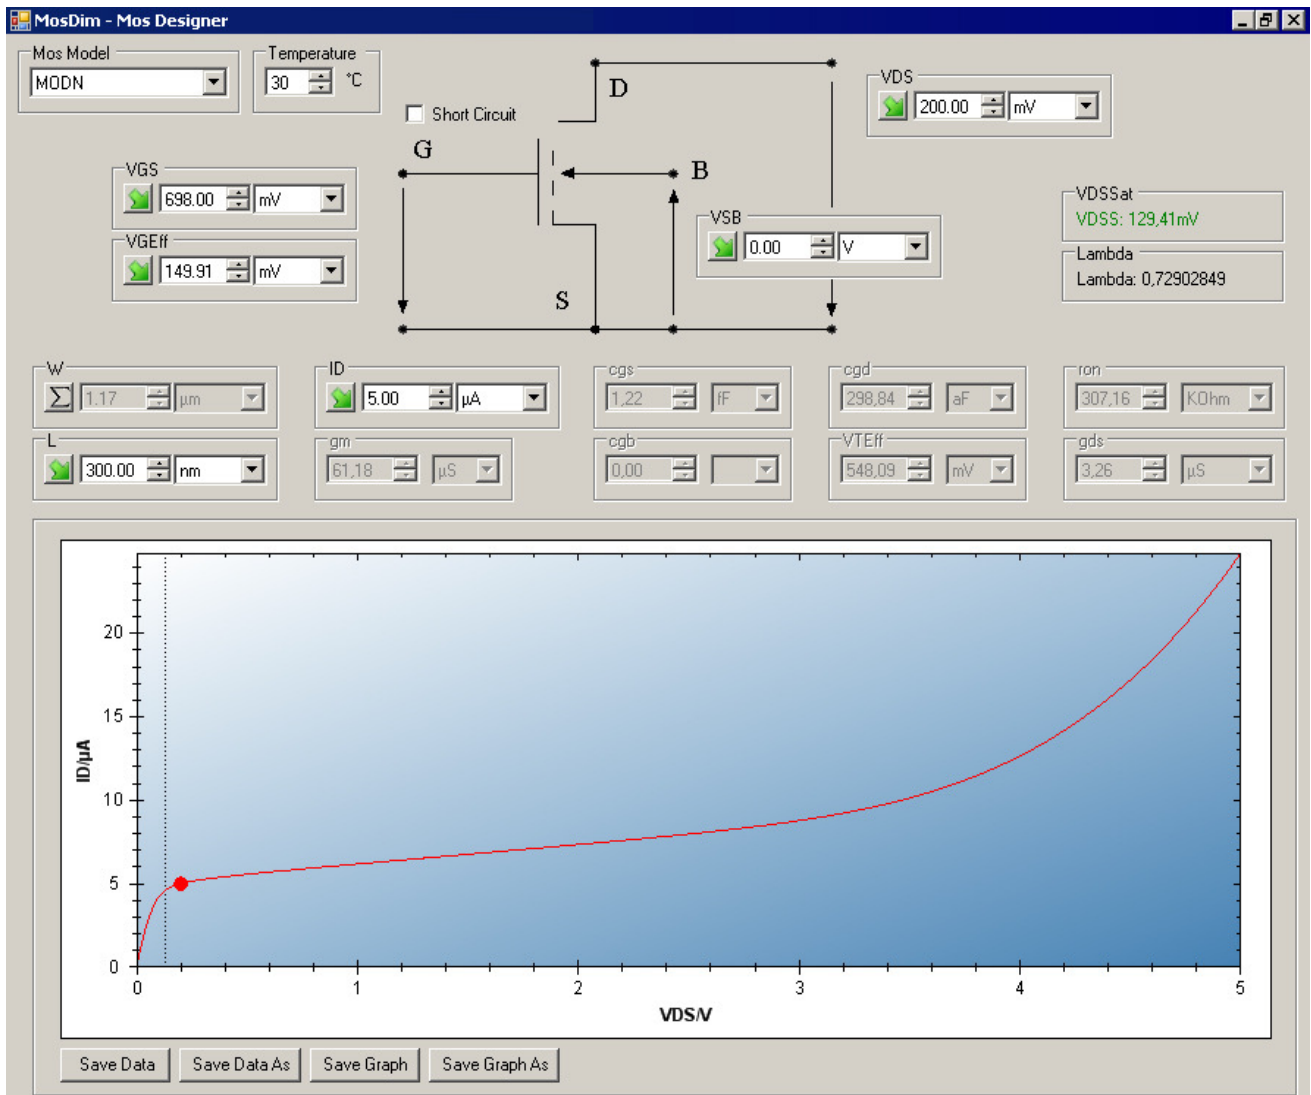 MosDim - Mos Designer
Mos Model
MODN
Temperature
30 °C
Short Circuit
D
G
B
S
VDS
200.00 mV
VGS
698.00 mV
VGEff
149.91 mV
VSB
0.00 V
VDSSat
VDSS: 129,41mV
Lambda
Lambda: 0,72902849
W
Σ 1.17 µm
ID
5.00 µA
cgs
1,22 fF
cgd
298,84 aF
ron
307,16 KOhm
L
300.00 nm
gm
61,18 µS
cgb
0,00
VTEff
548,09 mV
gds
3,26 µS
20
15
10
5
0
ID/µA
0 1 2 3 4 5
VDS/V
Save Data Save Data As Save Graph Save Graph As